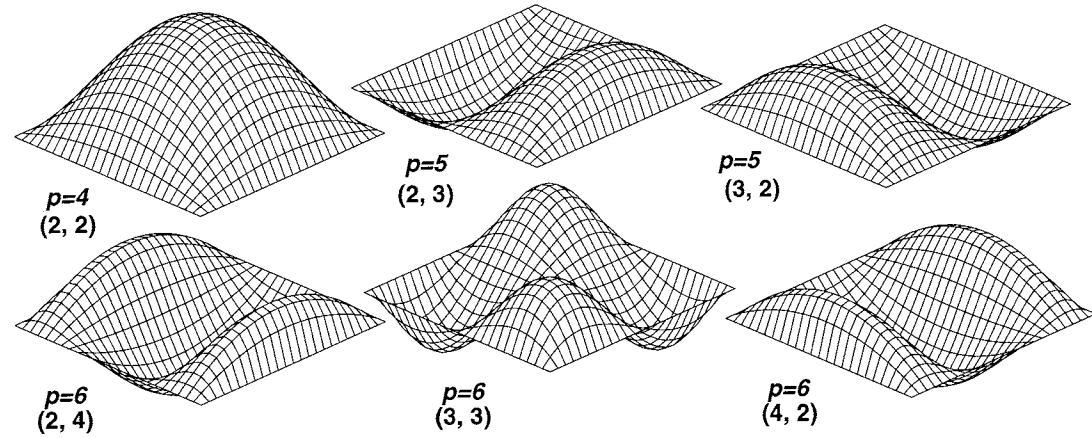 p=4
(2, 2)
p=5
(2, 3)
p=5
(3, 2)
p=6
(2, 4)
p=6
(3, 3)
p=6
(4, 2)